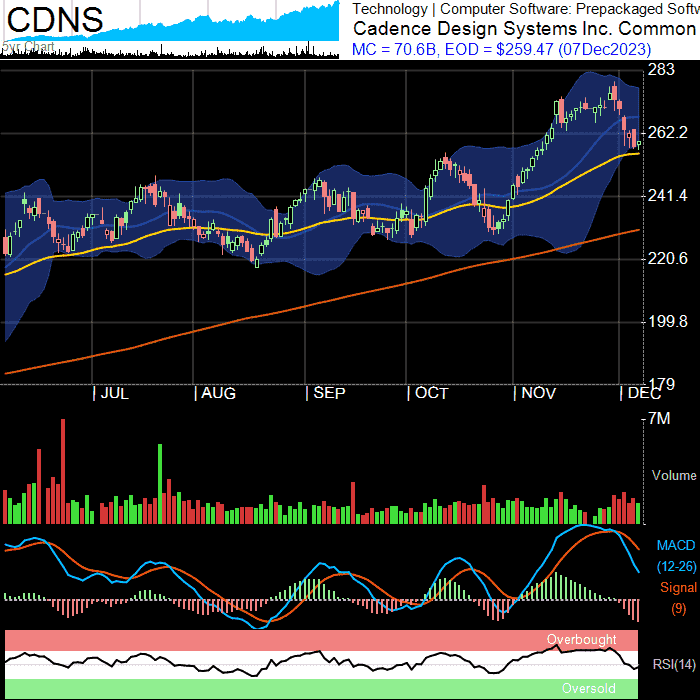 CDNS
5yr Chart
Technology | Computer Software: Prepackaged Softw
Cadence Design Systems Inc. Common
MC = 70.6B, EOD = $259.47 (07Dec2023)
283
262.2
241.4
220.6
199.8
179
| JUL
| AUG
| SEP
| OCT
| NOV
| DEC
7M
Volume
MACD
(12-26)
Signal
(9)
Overbought
RSI(14)
Oversold